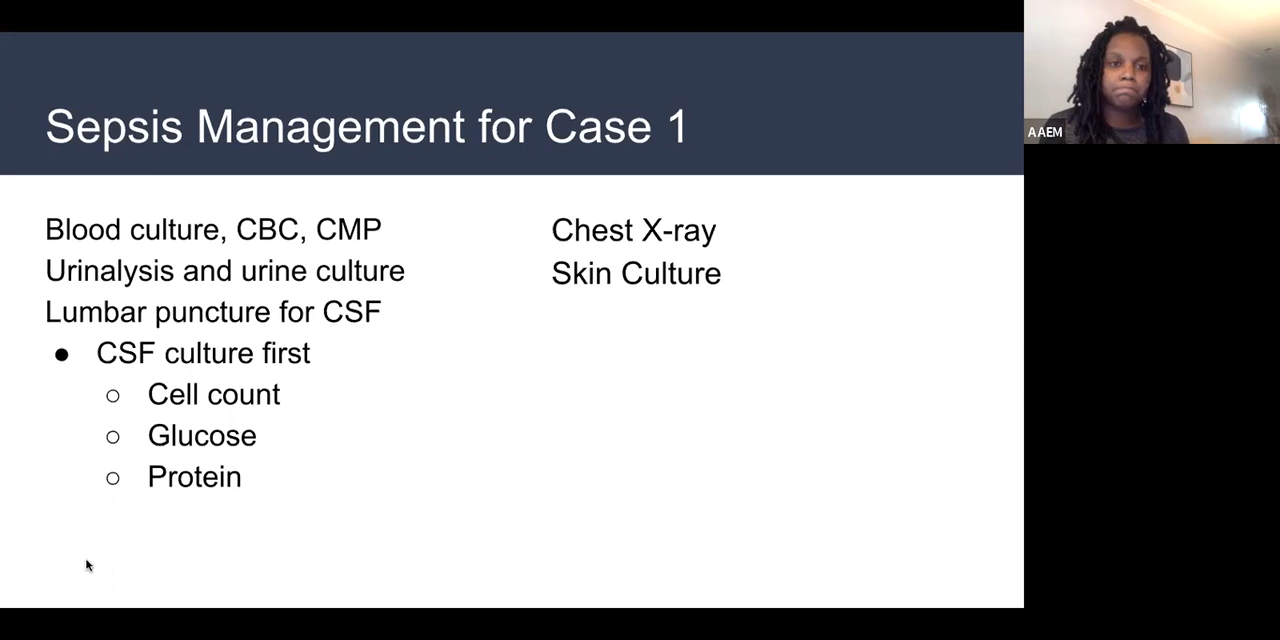 Sepsis Management for Case 1
Blood culture, CBC, CMP
Urinalysis and urine culture
Lumbar puncture for CSF
● CSF culture first
○ Cell count
○ Glucose
○ Protein
Chest X-ray
Skin Culture
AAEM